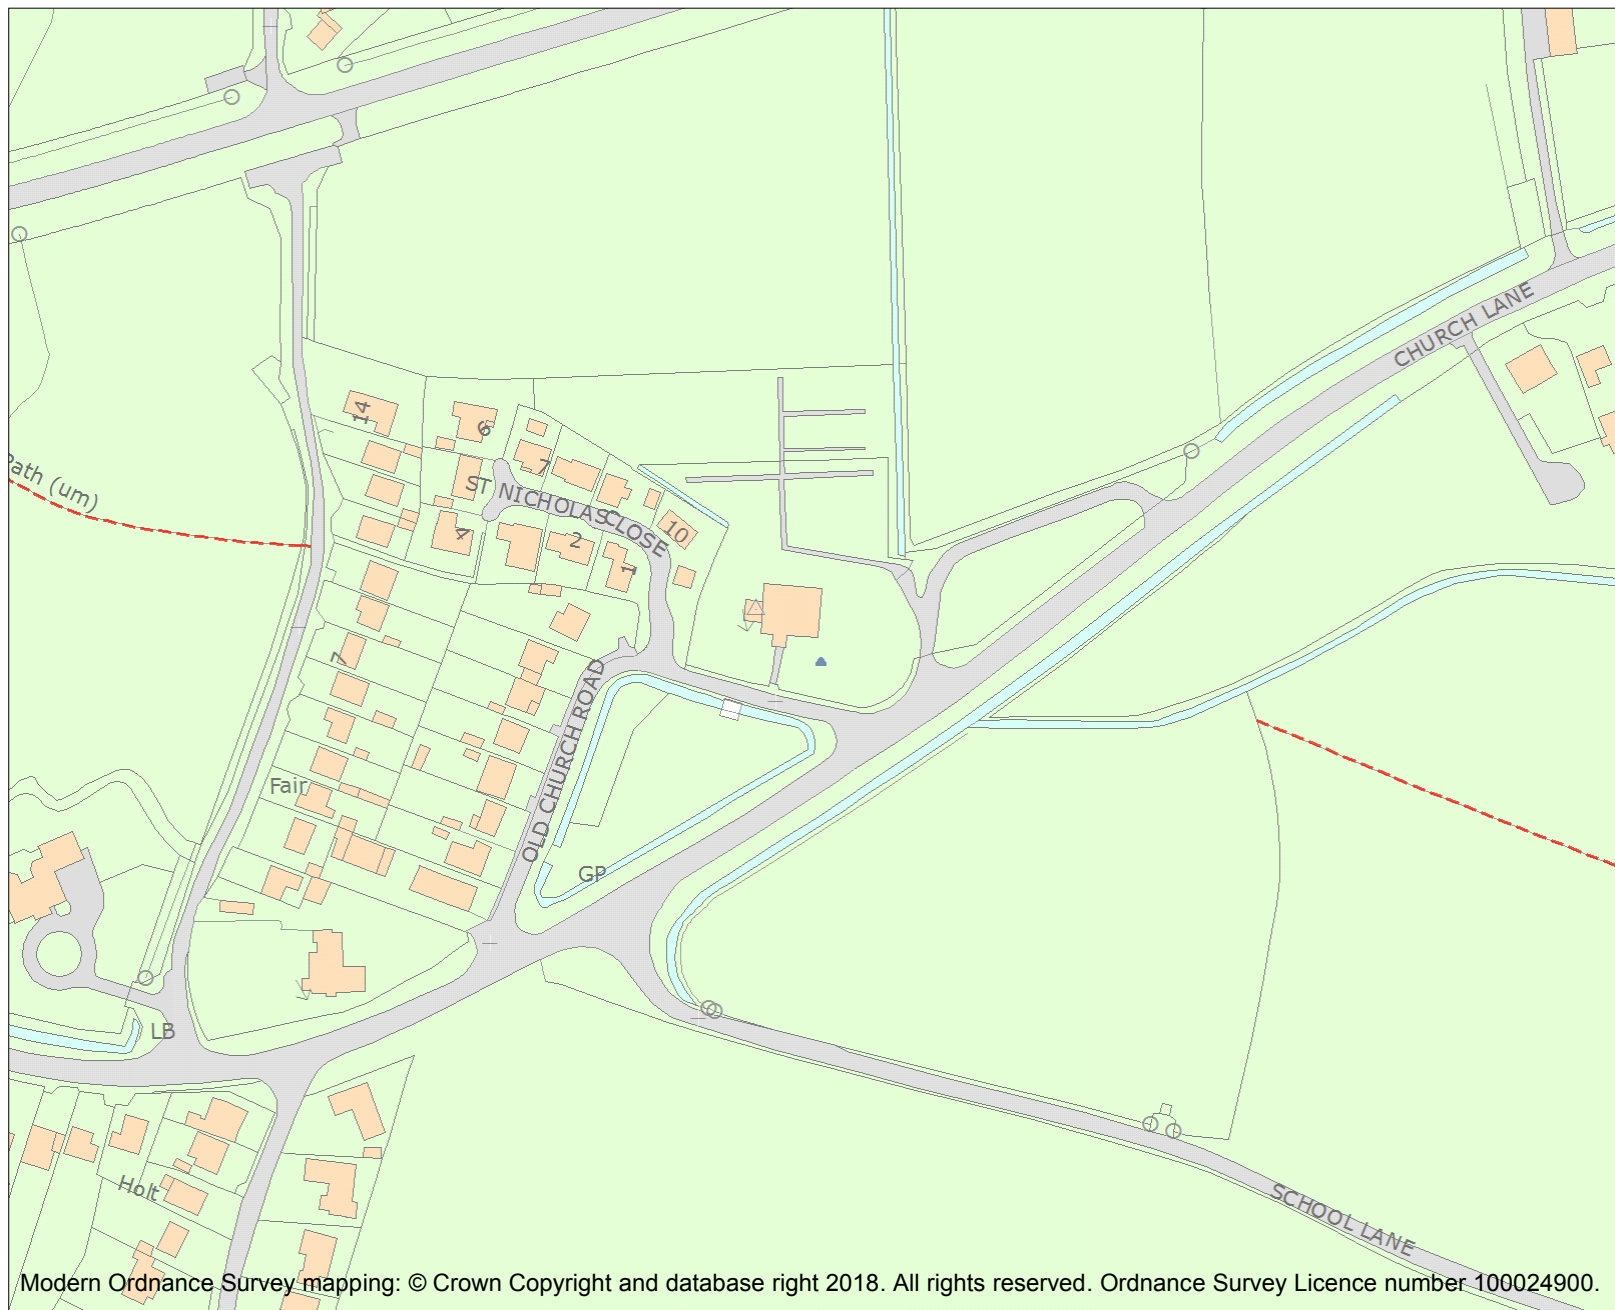 CHURCH LANE
14
6
7
Path (um)
ST NICHOLAS CLOSE
10
4
2
1
7
OLD CHURCH ROAD
Fair
GP
LB
Holt
SCHOOL LANE
Modern Ordnance Survey mapping: © Crown Copyright and database right 2018. All rights reserved. Ordnance Survey Licence number 100024900.